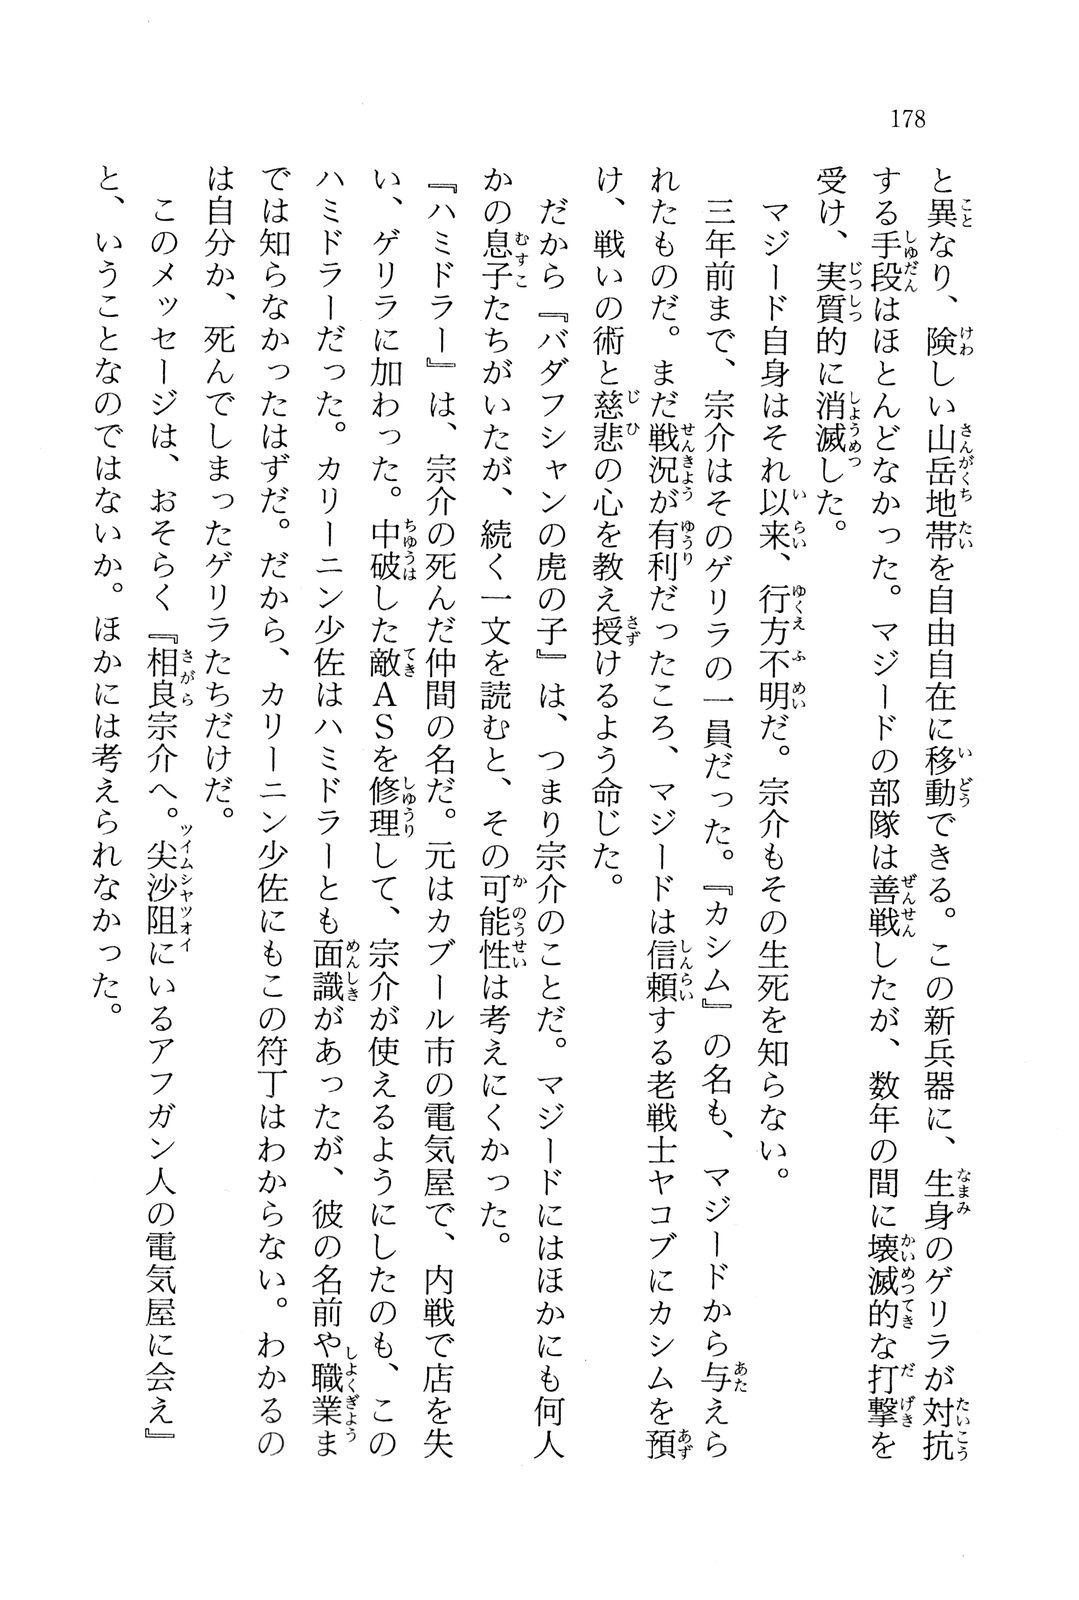 178
と異なり、険しい山岳地帯を自由自在に移動できる。この新兵器に、生身のゲリラが対抗
する手段はほとんどなかった。マジードの部隊は善戦したが、数年の間に壊滅的な打撃を
受け、実質的に消滅した。
マジード自身はそれ以来、行方不明だ。宗介もその生死を知らない。
三年前まで、宗介はそのゲリラの一員だった。『カシム』の名も、マジードから与えら
れたものだ。まだ戦況が有利だったころ、マジードは信頼する老戦士ヤコブにカシムを預
け、戦いの術と慈悲の心を教え授けるよう命じた。
だから『バダフシャンの虎の子』は、つまり宗介のことだ。マジードにはほかにも何人
かの息子たちがいたが、続く一文を読むと、その可能性は考えにくかった。
『ハミドラー』は、宗介の死んだ仲間の名だ。元はカブール市の電気屋で、内戦で店を失
い、ゲリラに加わった。中破した敵ＡＳを修理して、宗介が使えるようにしたのも、この
ハミドラーだった。カリーニン少佐はハミドラーとも面識があったが、彼の名前や職業ま
では知らなかったはずだ。だから、カリーニン少佐にもこの符丁はわからない。わかるの
は自分か、死んでしまったゲリラたちだけだ。
このメッセージは、おそらく『相良宗介へ。尖沙阻にいるアフガン人の電気屋に会え』
と、いうことなのではないか。ほかには考えられなかった。